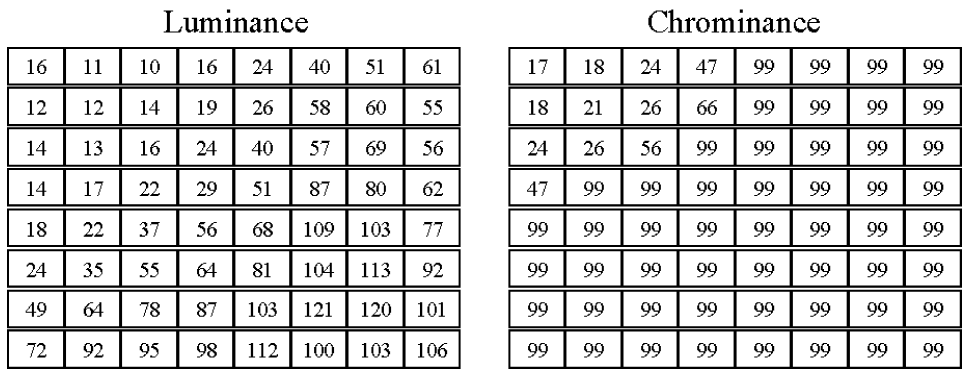 Luminance Chrominance
16 11 10 16 24 40 51 61 17 18 24 47 99 99 99 99
12 12 14 19 26 58 60 55 18 21 26 66 99 99 99 99
14 13 16 24 40 57 69 56 24 26 56 99 99 99 99 99
14 17 22 29 51 87 80 62 47 99 99 99 99 99 99 99
18 22 37 56 68 109 103 77 99 99 99 99 99 99 99 99
24 35 55 64 81 104 113 92 99 99 99 99 99 99 99 99
49 64 78 87 103 121 120 101 99 99 99 99 99 99 99 99
72 92 95 98 112 100 103 106 99 99 99 99 99 99 99 99